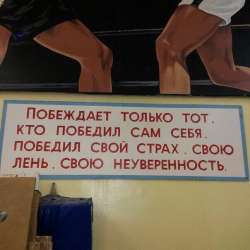 ПОБЕЖДАЕТ ТОЛЬКО ТОТ.
КТО ПОБЕДИЛ САМ СЕБЯ.
ПОБЕДИЛ СВОЙ СТРАХ. СВОЮ
ЛЕНЬ. СВОЮ НЕУВЕРЕННОСТЬ.